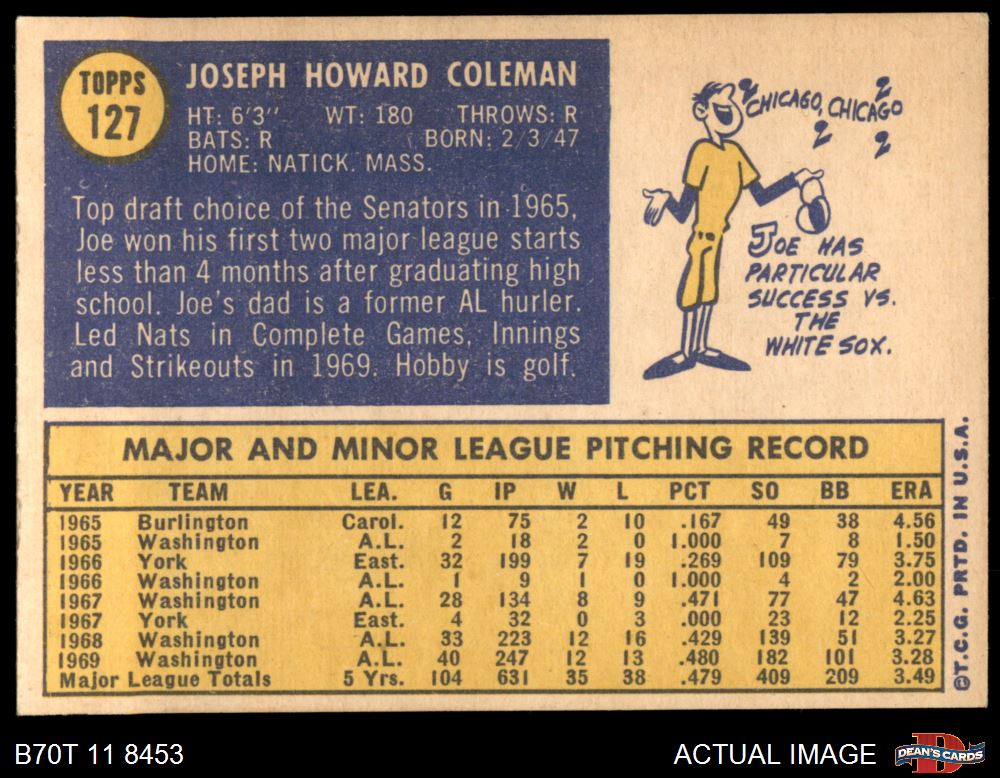 TOPPS
127
JOSEPH HOWARD COLEMAN
HT: 6'3" WT: 180 THROWS: R
BATS: R BORN: 2/3/47
HOME: NATICK. MASS.
Top draft choice of the Senators in 1965,
Joe won his first two major league starts
less than 4 months after graduating high
school. Joe's dad is a former AL hurler.
Led Nats in Complete Games, Innings
and Strikeouts in 1969. Hobby is golf.
CHICAGO, CHICAGO
JOE HAS
PARTICULAR
SUCCESS VS.
THE
WHITE SOX.
MAJOR AND MINOR LEAGUE PITCHING RECORD
YEAR TEAM LEA. G IP W L PCT SO BB ERA
1965 Burlington Carol. 12 75 2 10 .167 49 38 4.56
1965 Washington A.L. 2 18 2 0 1.000 7 8 1.50
1966 York East. 32 199 7 19 .269 109 79 3.75
1966 Washington A.L. 1 9 1 0 1.000 4 2 2.00
1967 Washington A.L. 28 134 8 9 .471 77 47 4.63
1967 York East. 4 32 0 3 .000 23 12 2.25
1968 Washington A.L. 33 223 12 16 .429 139 51 3.27
1969 Washington A.L. 40 247 12 13 .480 182 101 3.28
Major League Totals 5 Yrs. 104 631 35 38 .479 409 209 3.49
©T.C.G. PRTD. IN U.S.A.
B70T 11 8453
ACTUAL IMAGE
DEAN'S CARDS